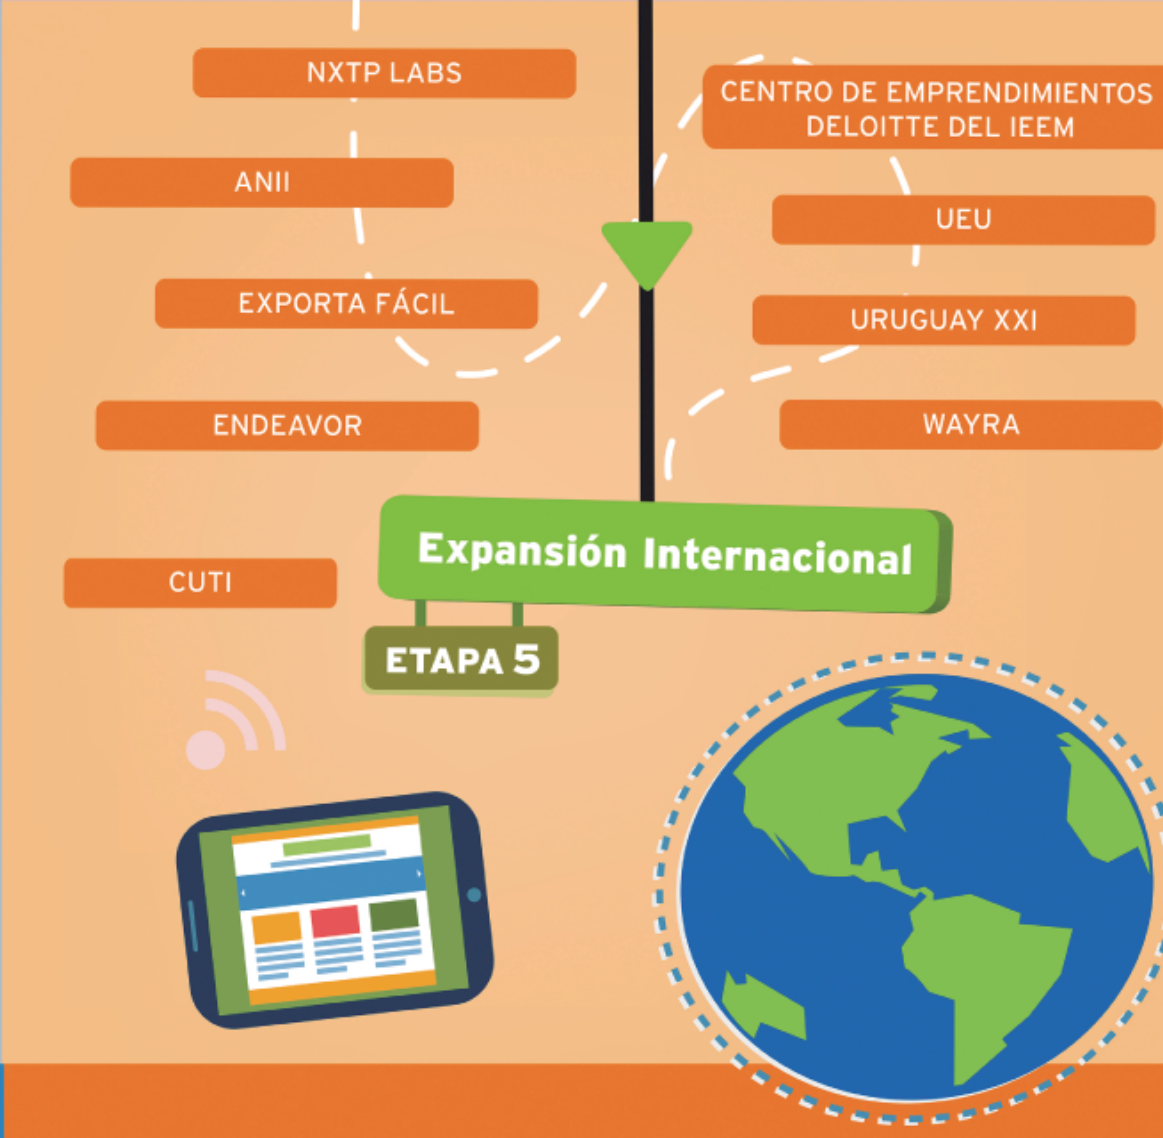 NXTP LABS
CENTRO DE EMPRENDIMIENTOS
DELOITTE DEL IEEM
ANII
UEU
EXPORTA FÁCIL
URUGUAY XXI
ENDEAVOR
WAYRA
Expansión Internacional
CUTI
ETAPA 5